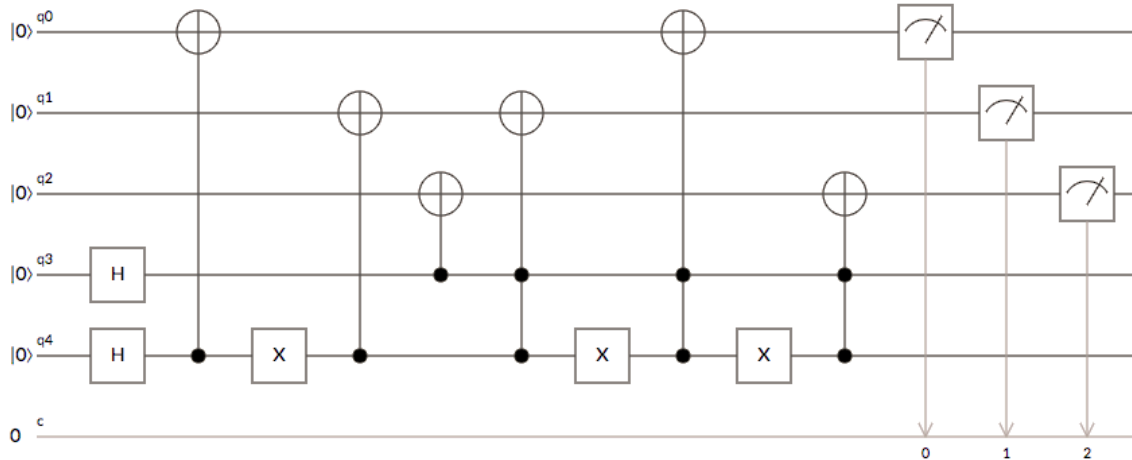 |0⟩ q0
|0⟩ q1
|0⟩ q2
|0⟩ q3 H
|0⟩ q4 H X X X
0 c
0 1 2